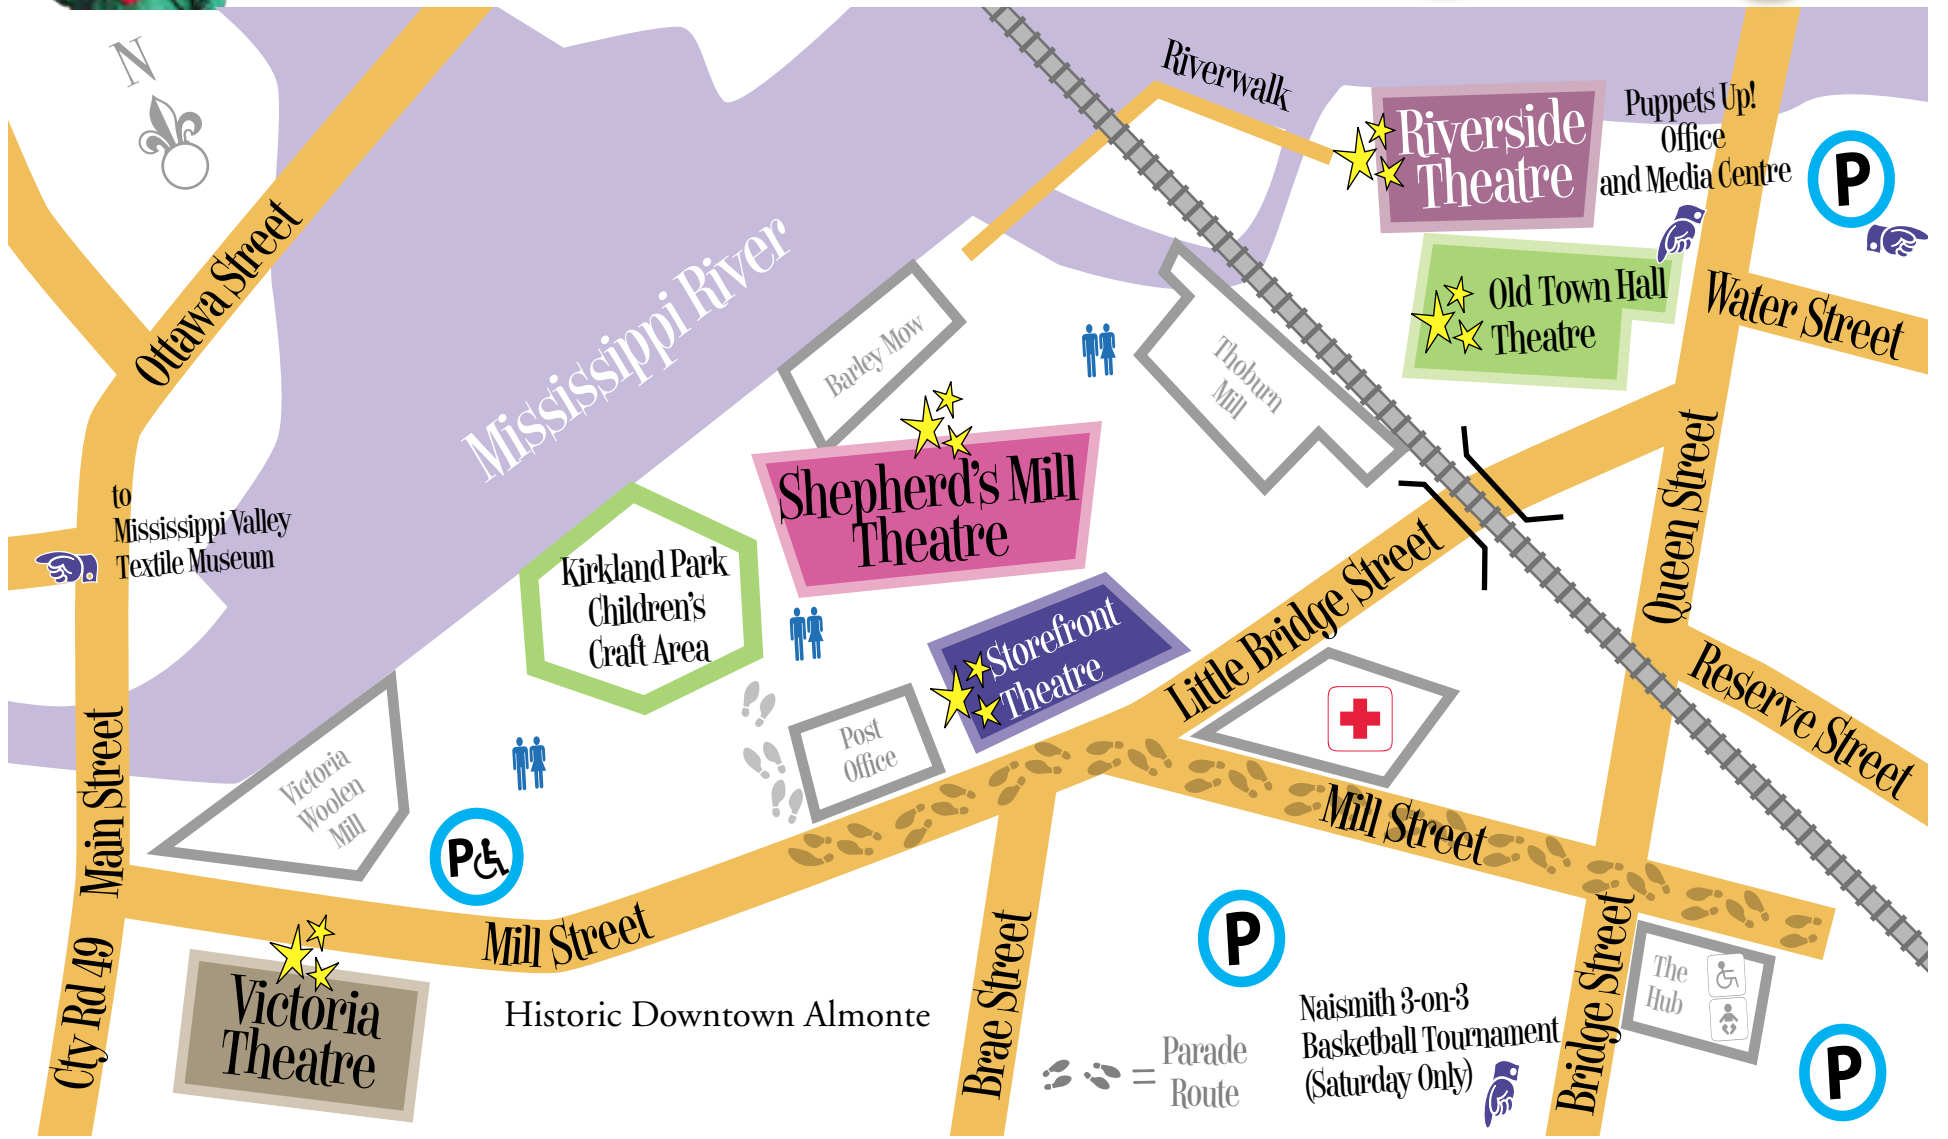 N
Riverwalk
Riverside
Theatre
Puppets Up!
Office
and Media Centre
P
Ottawa Street
Mississippi River
Barley Mow
Thoburn
Mill
Old Town Hall
Theatre
Water Street
to
Mississippi Valley
Textile Museum
Shepherd's Mill
Theatre
Kirkland Park
Children's
Craft Area
Storefront
Theatre
Little Bridge Street
Queen Street
Reserve Street
Post
Office
Victoria
Woolen
Mill
Main Street
P
Mill Street
Mill Street
Cty Rd 49
Victoria
Theatre
Historic Downtown Almonte
Brae Street
P
= Parade
Route
Naismith 3-on-3
Basketball Tournament
(Saturday Only)
Bridge Street
The
Hub
P